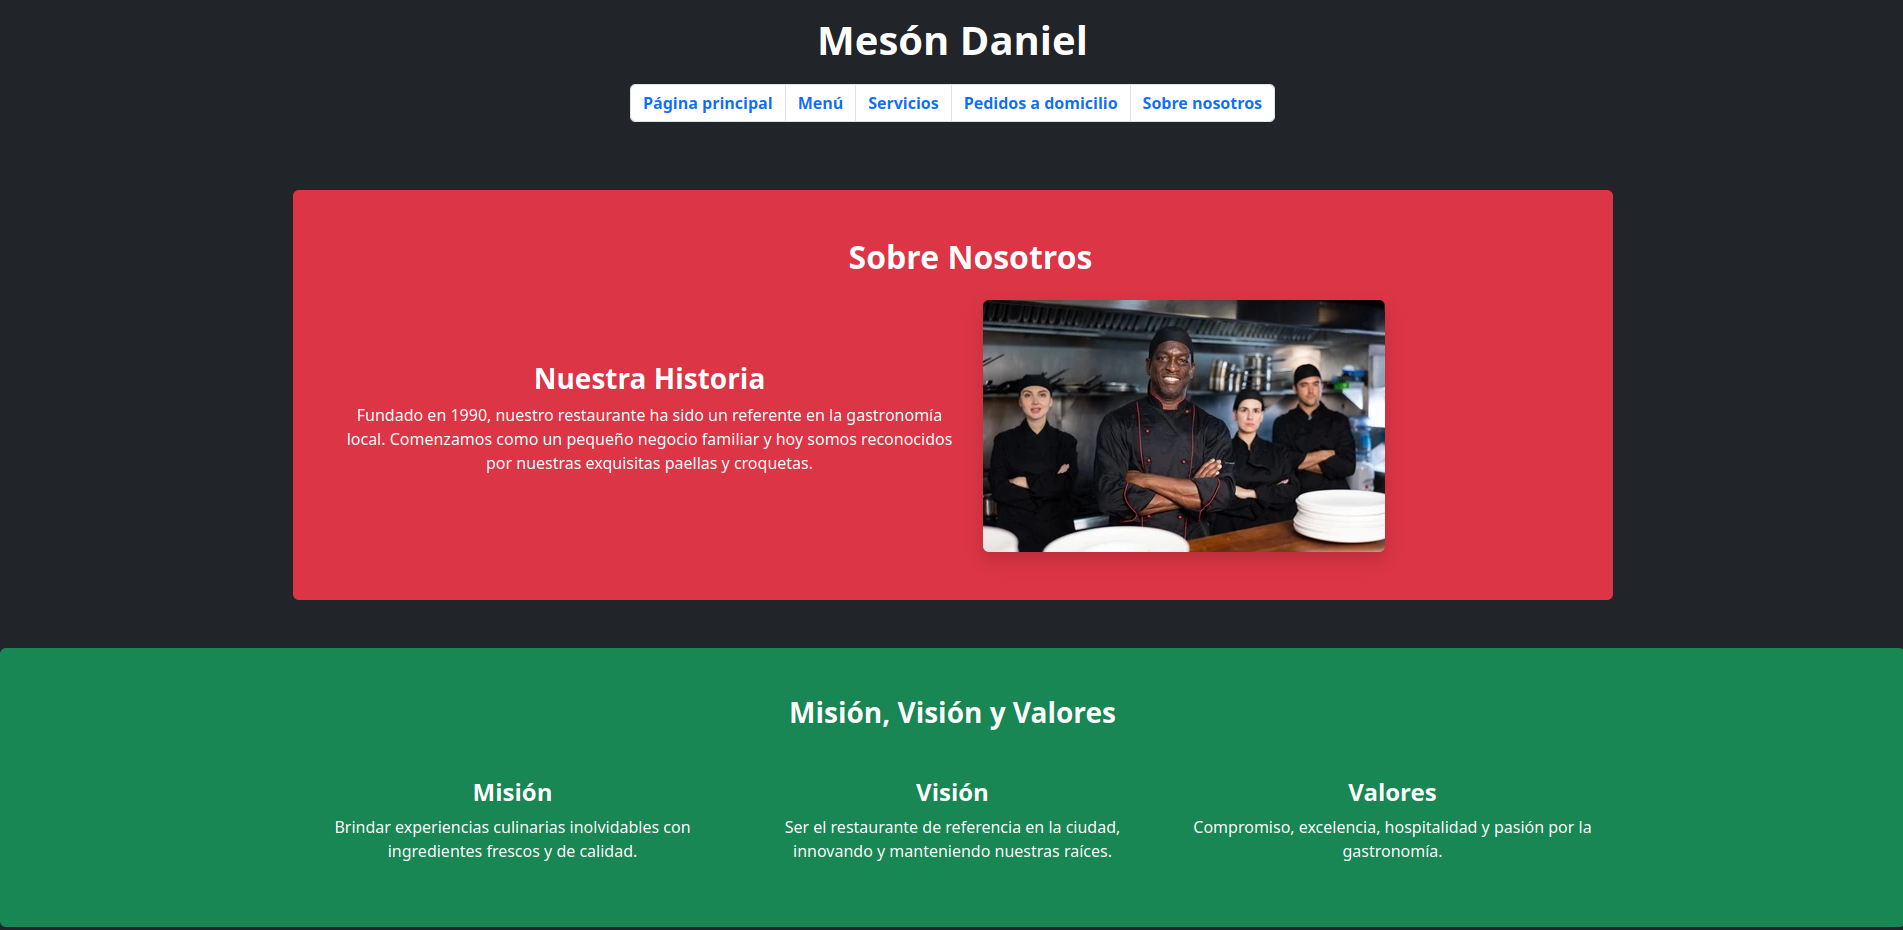 Mesón Daniel
Página principal
Menú
Servicios
Pedidos a domicilio
Sobre nosotros
Sobre Nosotros
Nuestra Historia
Fundado en 1990, nuestro restaurante ha sido un referente en la gastronomía
local. Comenzamos como un pequeño negocio familiar y hoy somos reconocidos
por nuestras exquisitas paellas y croquetas.
Misión, Visión y Valores
Misión
Brindar experiencias culinarias inolvidables con
ingredientes frescos y de calidad.
Visión
Ser el restaurante de referencia en la ciudad,
innovando y manteniendo nuestras raíces.
Valores
Compromiso, excelencia, hospitalidad y pasión por la
gastronomía.